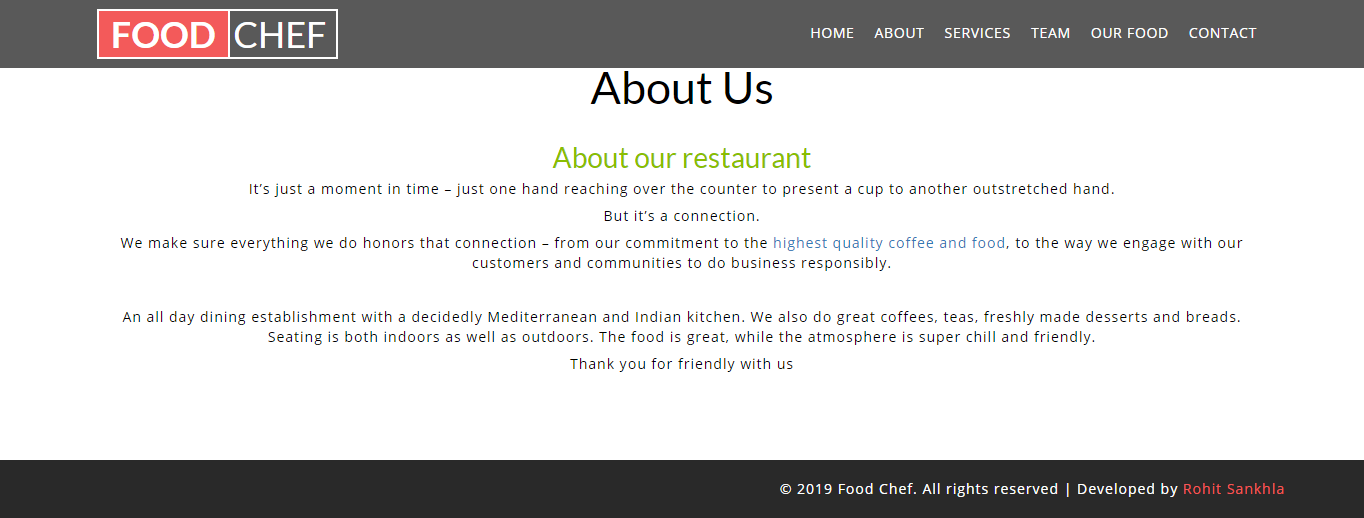 FOOD CHEF HOME ABOUT SERVICES TEAM OUR FOOD CONTACT
About Us
About our restaurant
It’s just a moment in time – just one hand reaching over the counter to present a cup to another outstretched hand.
But it’s a connection.
We make sure everything we do honors that connection – from our commitment to the highest quality coffee and food, to the way we engage with our
customers and communities to do business responsibly.
An all day dining establishment with a decidedly Mediterranean and Indian kitchen. We also do great coffees, teas, freshly made desserts and breads.
Seating is both indoors as well as outdoors. The food is great, while the atmosphere is super chill and friendly.
Thank you for friendly with us
© 2019 Food Chef. All rights reserved | Developed by Rohit Sankhla